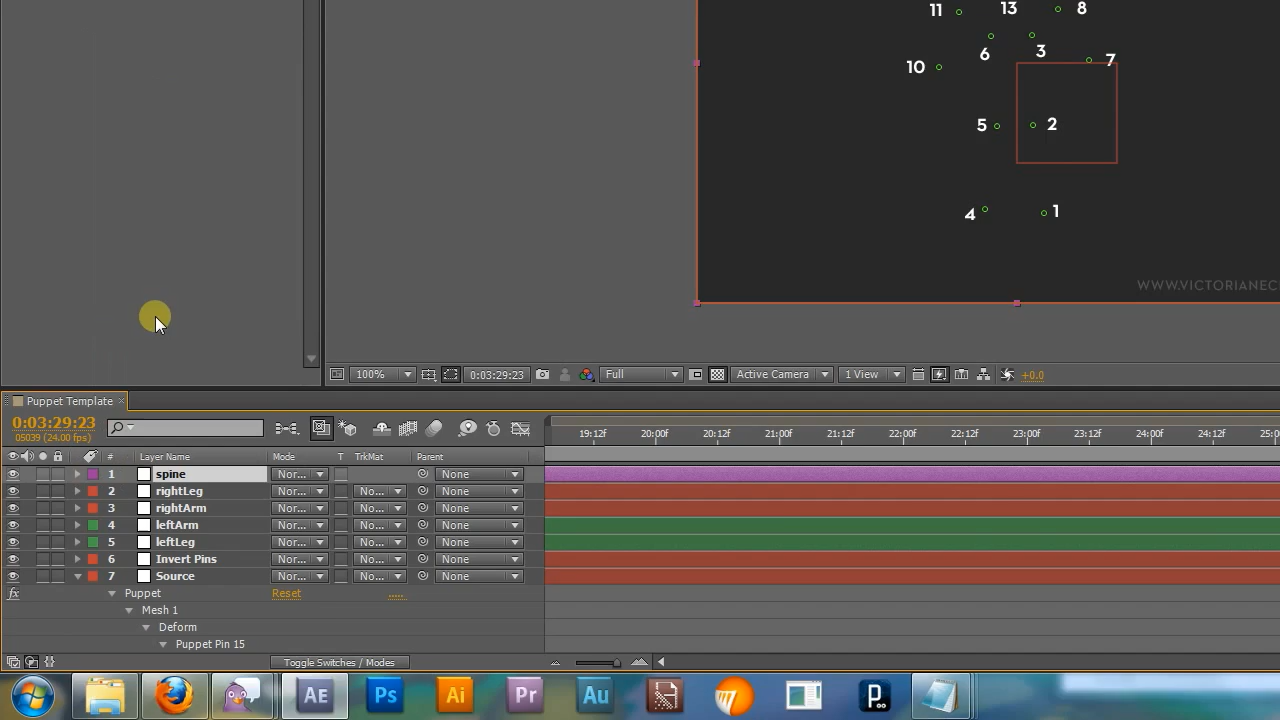 11 13 8
6 3 7
10
5 2
4 1
WWW.VICTORIANEC
100% 0:03:29:23 Full Active Camera 1 View +0.0
Puppet Template ×
0:03:29:23
05039 (24.00 fps)
19:12f 20:00f 20:12f 21:00f 21:12f 22:00f 22:12f 23:00f 23:12f 24:00f 24:12f 25:0
# Layer Name Mode T TrkMat Parent
1 spine Nor... None
2 rightLeg Nor... No... None
3 rightArm Nor... No... None
4 leftArm Nor... No... None
5 leftLeg Nor... No... None
6 Invert Pins Nor... No... None
7 Source Nor... No... None
fx Puppet Reset .....
Mesh 1
Deform
Puppet Pin 15
Toggle Switches / Modes
AE Ps Ai Pr Au P